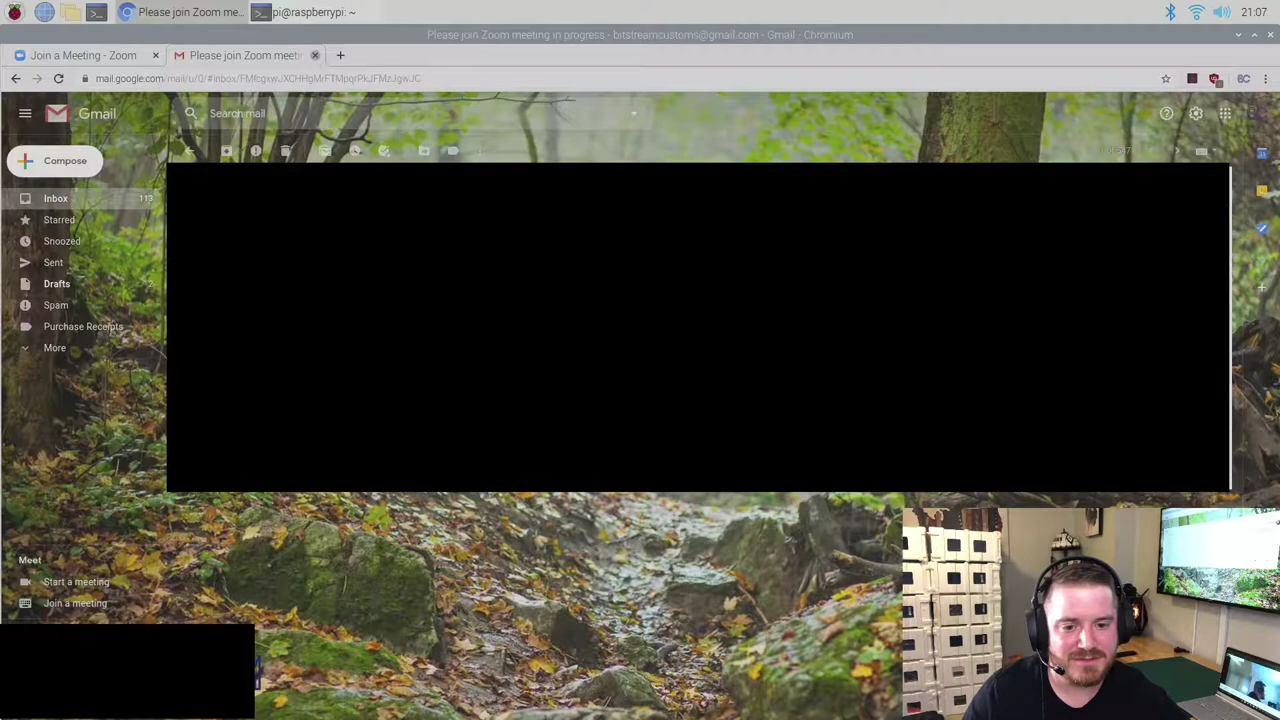 Please join Zoom me...
pi@raspberrypi: ~
21:07
Please join Zoom meeting in progress - bitstreamcustoms@gmail.com - Gmail - Chromium
Join a Meeting - Zoom
Please join Zoom meeti
mail.google.com/mail/u/0/#inbox/FMfcgxwJXCHHgMrFTMpqrPkJFMzJgwJC
Gmail
Search mail
Compose
Inbox 113
Starred
Snoozed
Sent
Drafts 2
Spam
Purchase Receipts
More
Meet
Start a meeting
Join a meeting